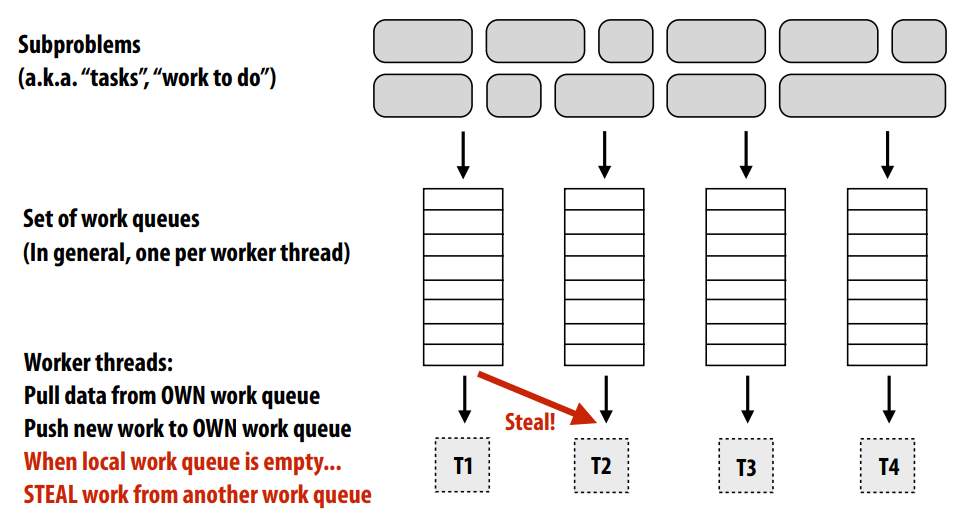 Subproblems
(a.k.a. “tasks”, “work to do”)
Set of work queues
(In general, one per worker thread)
Worker threads:
Pull data from OWN work queue
Push new work to OWN work queue
When local work queue is empty...
STEAL work from another work queue
Steal!
T1
T2
T3
T4